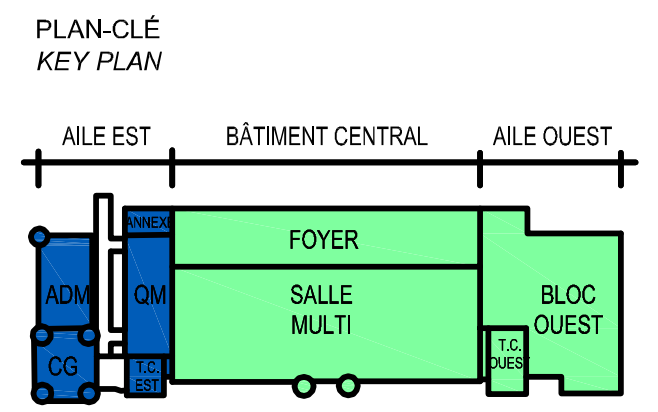 PLAN-CLÉ
KEY PLAN
AILE EST
BÂTIMENT CENTRAL
AILE OUEST
ANNEXE
FOYER
ADM
QM
SALLE
MULTI
BLOC
OUEST
CG
T.C.
EST
T.C.
OUEST